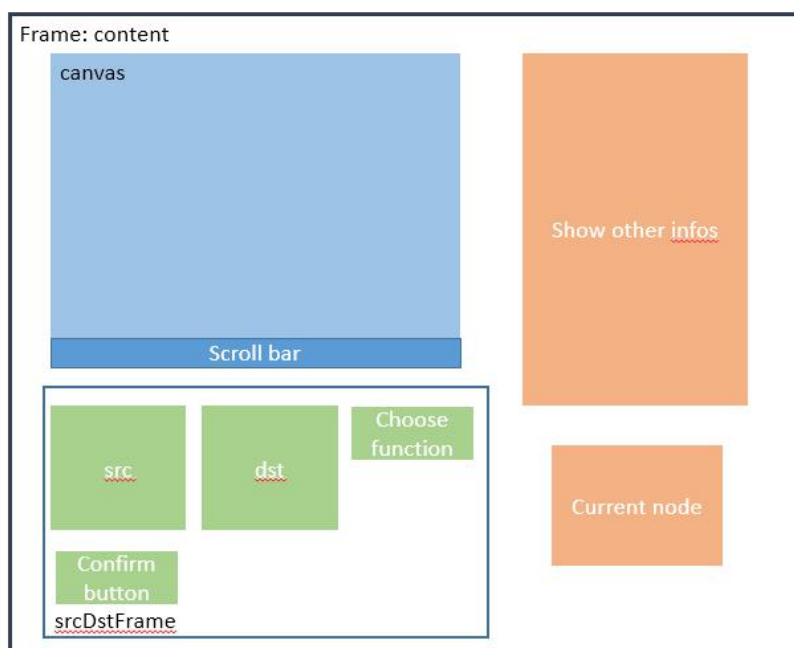 Frame: content
canvas
Show other infos
Scroll bar
src
dst
Choose
function
Current node
Confirm
button
srcDstFrame